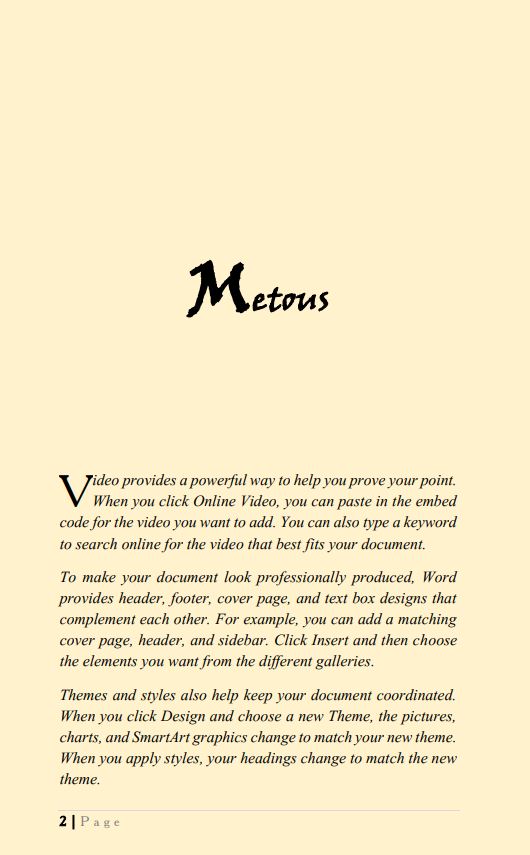 Metous
Video provides a powerful way to help you prove your point.
When you click Online Video, you can paste in the embed
code for the video you want to add. You can also type a keyword
to search online for the video that best fits your document.
To make your document look professionally produced, Word
provides header, footer, cover page, and text box designs that
complement each other. For example, you can add a matching
cover page, header, and sidebar. Click Insert and then choose
the elements you want from the different galleries.
Themes and styles also help keep your document coordinated.
When you click Design and choose a new Theme, the pictures,
charts, and SmartArt graphics change to match your new theme.
When you apply styles, your headings change to match the new
theme.
2 | Page